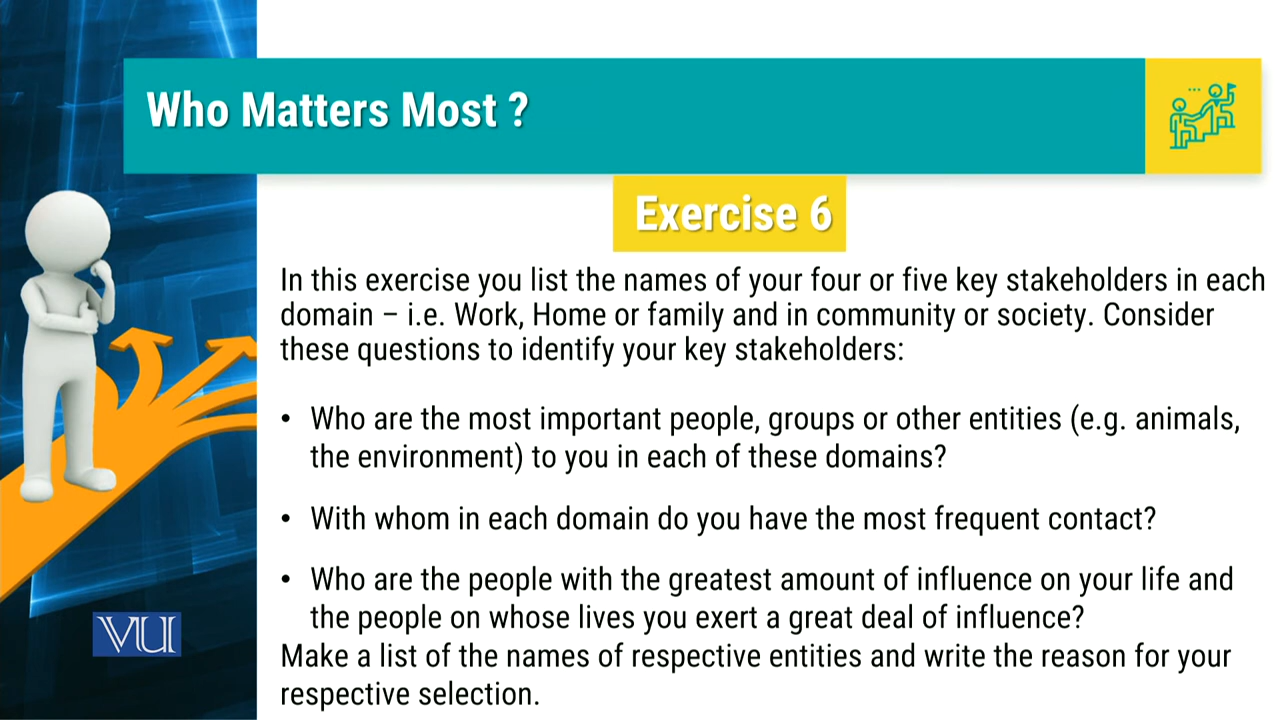 Who Matters Most ?
Exercise 6
In this exercise you list the names of your four or five key stakeholders in each
domain – i.e. Work, Home or family and in community or society. Consider
these questions to identify your key stakeholders:
• Who are the most important people, groups or other entities (e.g. animals,
the environment) to you in each of these domains?
• With whom in each domain do you have the most frequent contact?
• Who are the people with the greatest amount of influence on your life and
the people on whose lives you exert a great deal of influence?
Make a list of the names of respective entities and write the reason for your
respective selection.
VU